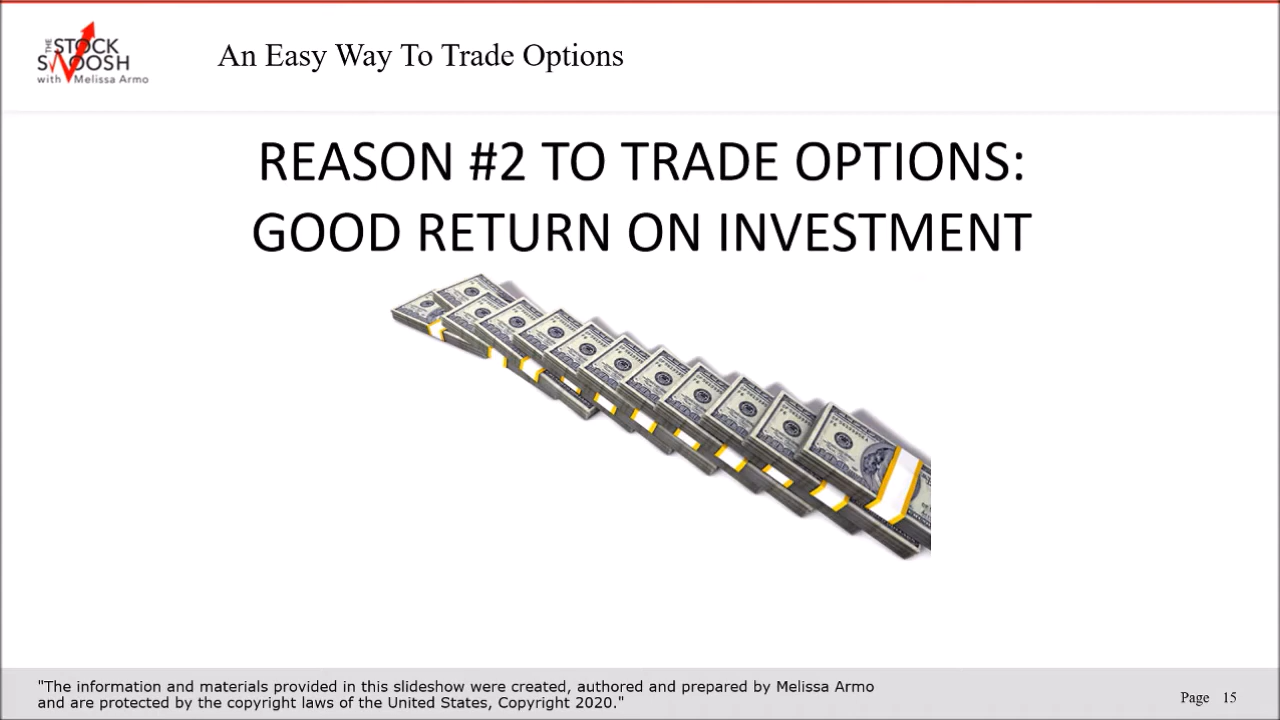 THE
STOCK
SWOOSH
with Melissa Armo
An Easy Way To Trade Options
REASON #2 TO TRADE OPTIONS:
GOOD RETURN ON INVESTMENT
"The information and materials provided in this slideshow were created, authored and prepared by Melissa Armo
and are protected by the copyright laws of the United States, Copyright 2020."
Page 15